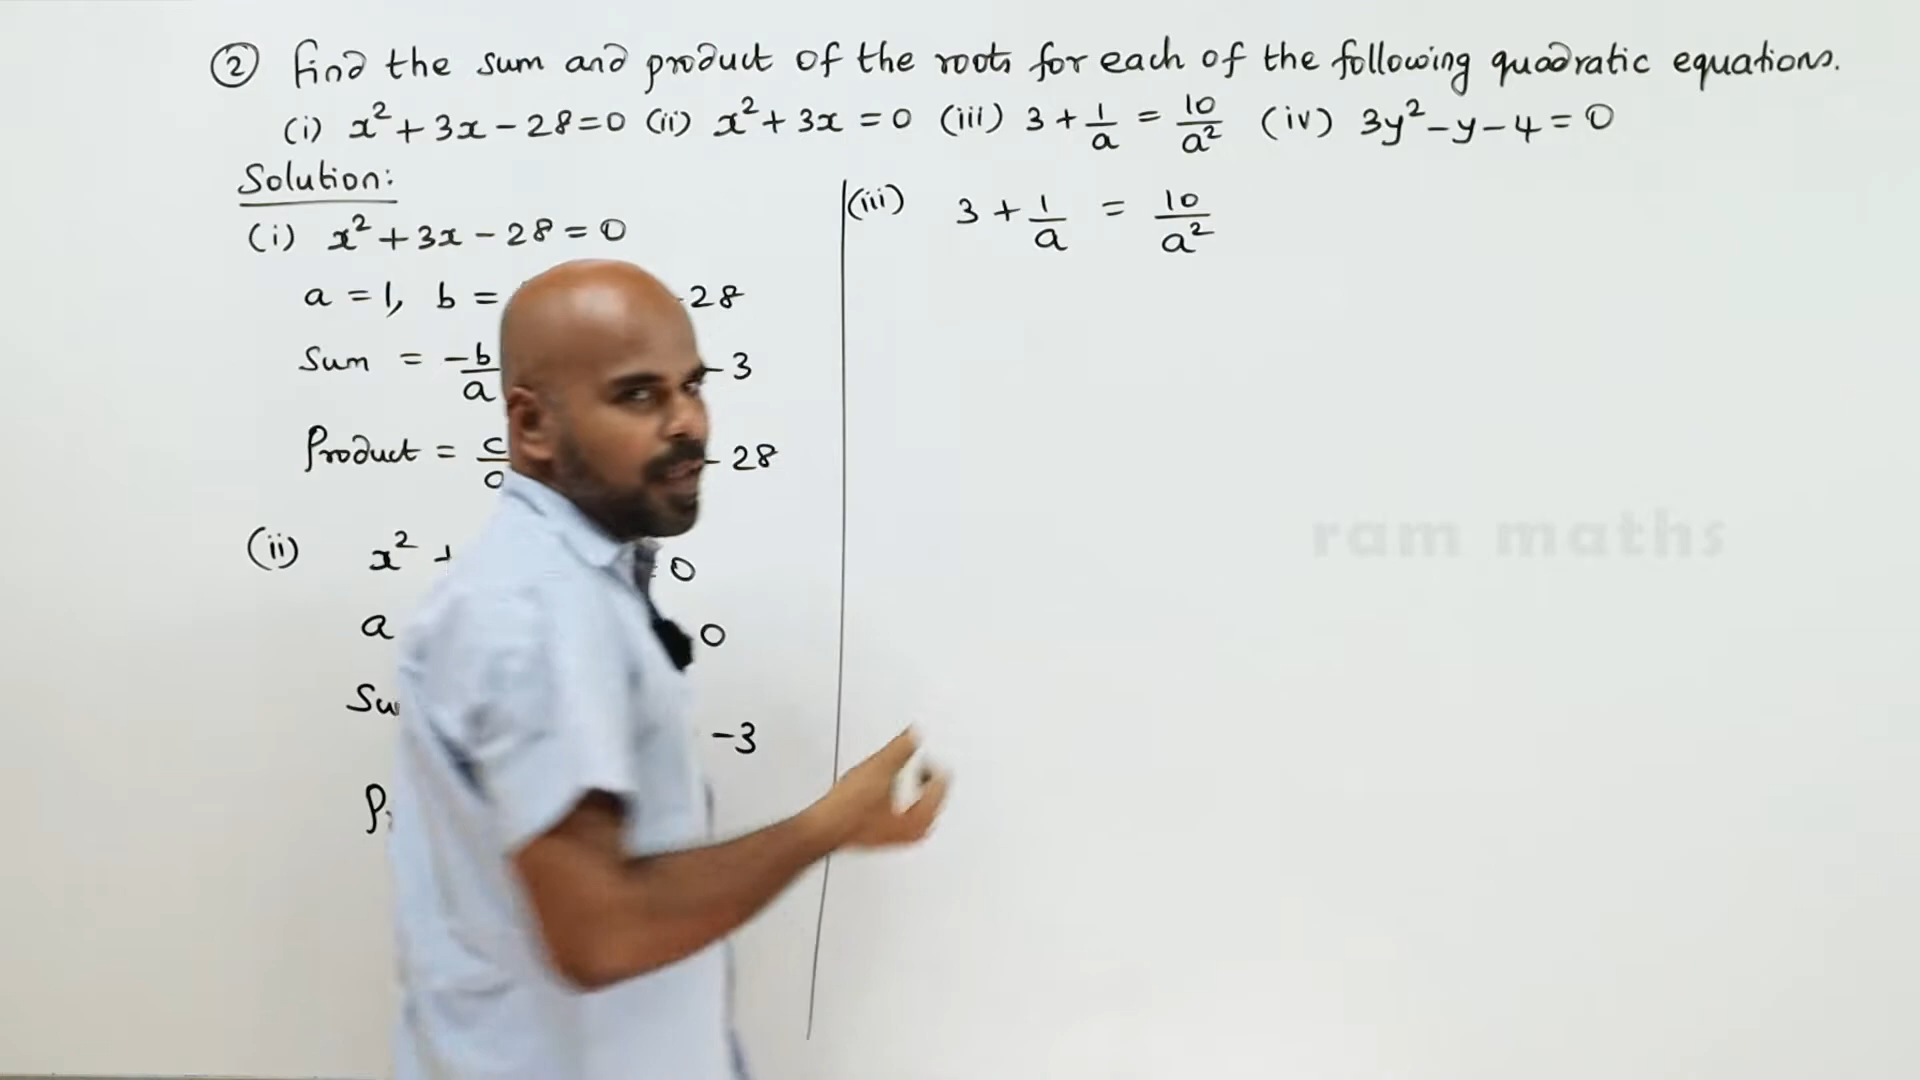 ② Find the sum and product of the roots for each of the following quadratic equations.
(i) x² + 3x - 28 = 0 (ii) x² + 3x = 0 (iii) 3 + 1/a = 10/a² (iv) 3y² - y - 4 = 0
Solution:
(i) x² + 3x - 28 = 0
a = 1, b = -28
Sum = -b/a - 3
Product = c - 28
(ii) x² + 0
a 0
-3
(iii) 3 + 1/a = 10/a²
ram maths